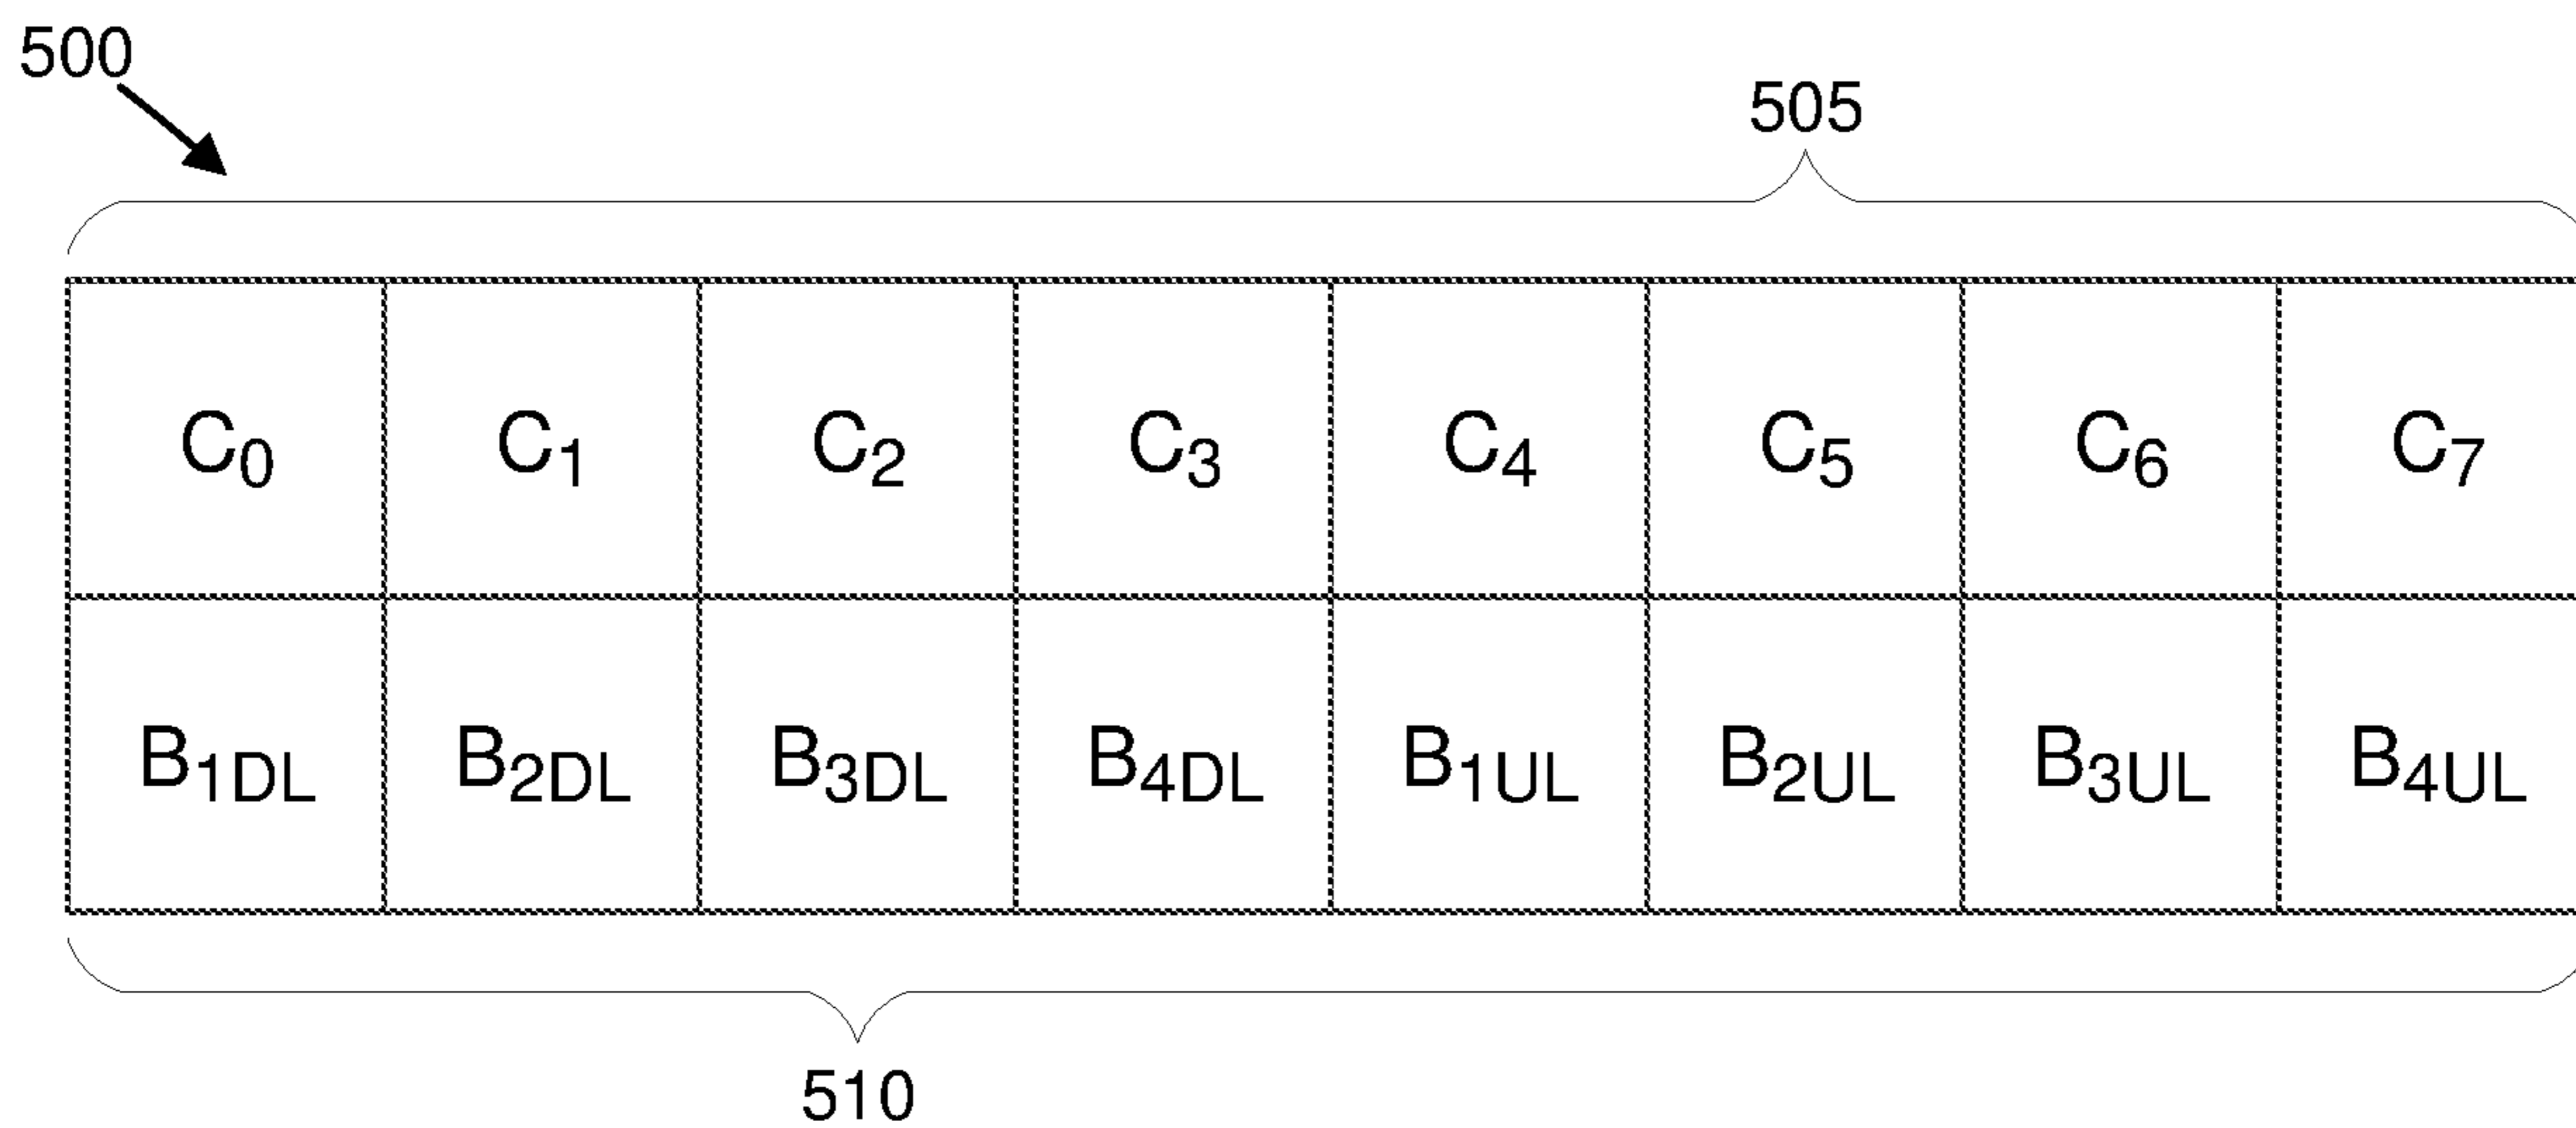 500
505
C0 C1 C2 C3 C4 C5 C6 C7
B1DL B2DL B3DL B4DL B1UL B2UL B3UL B4UL
510